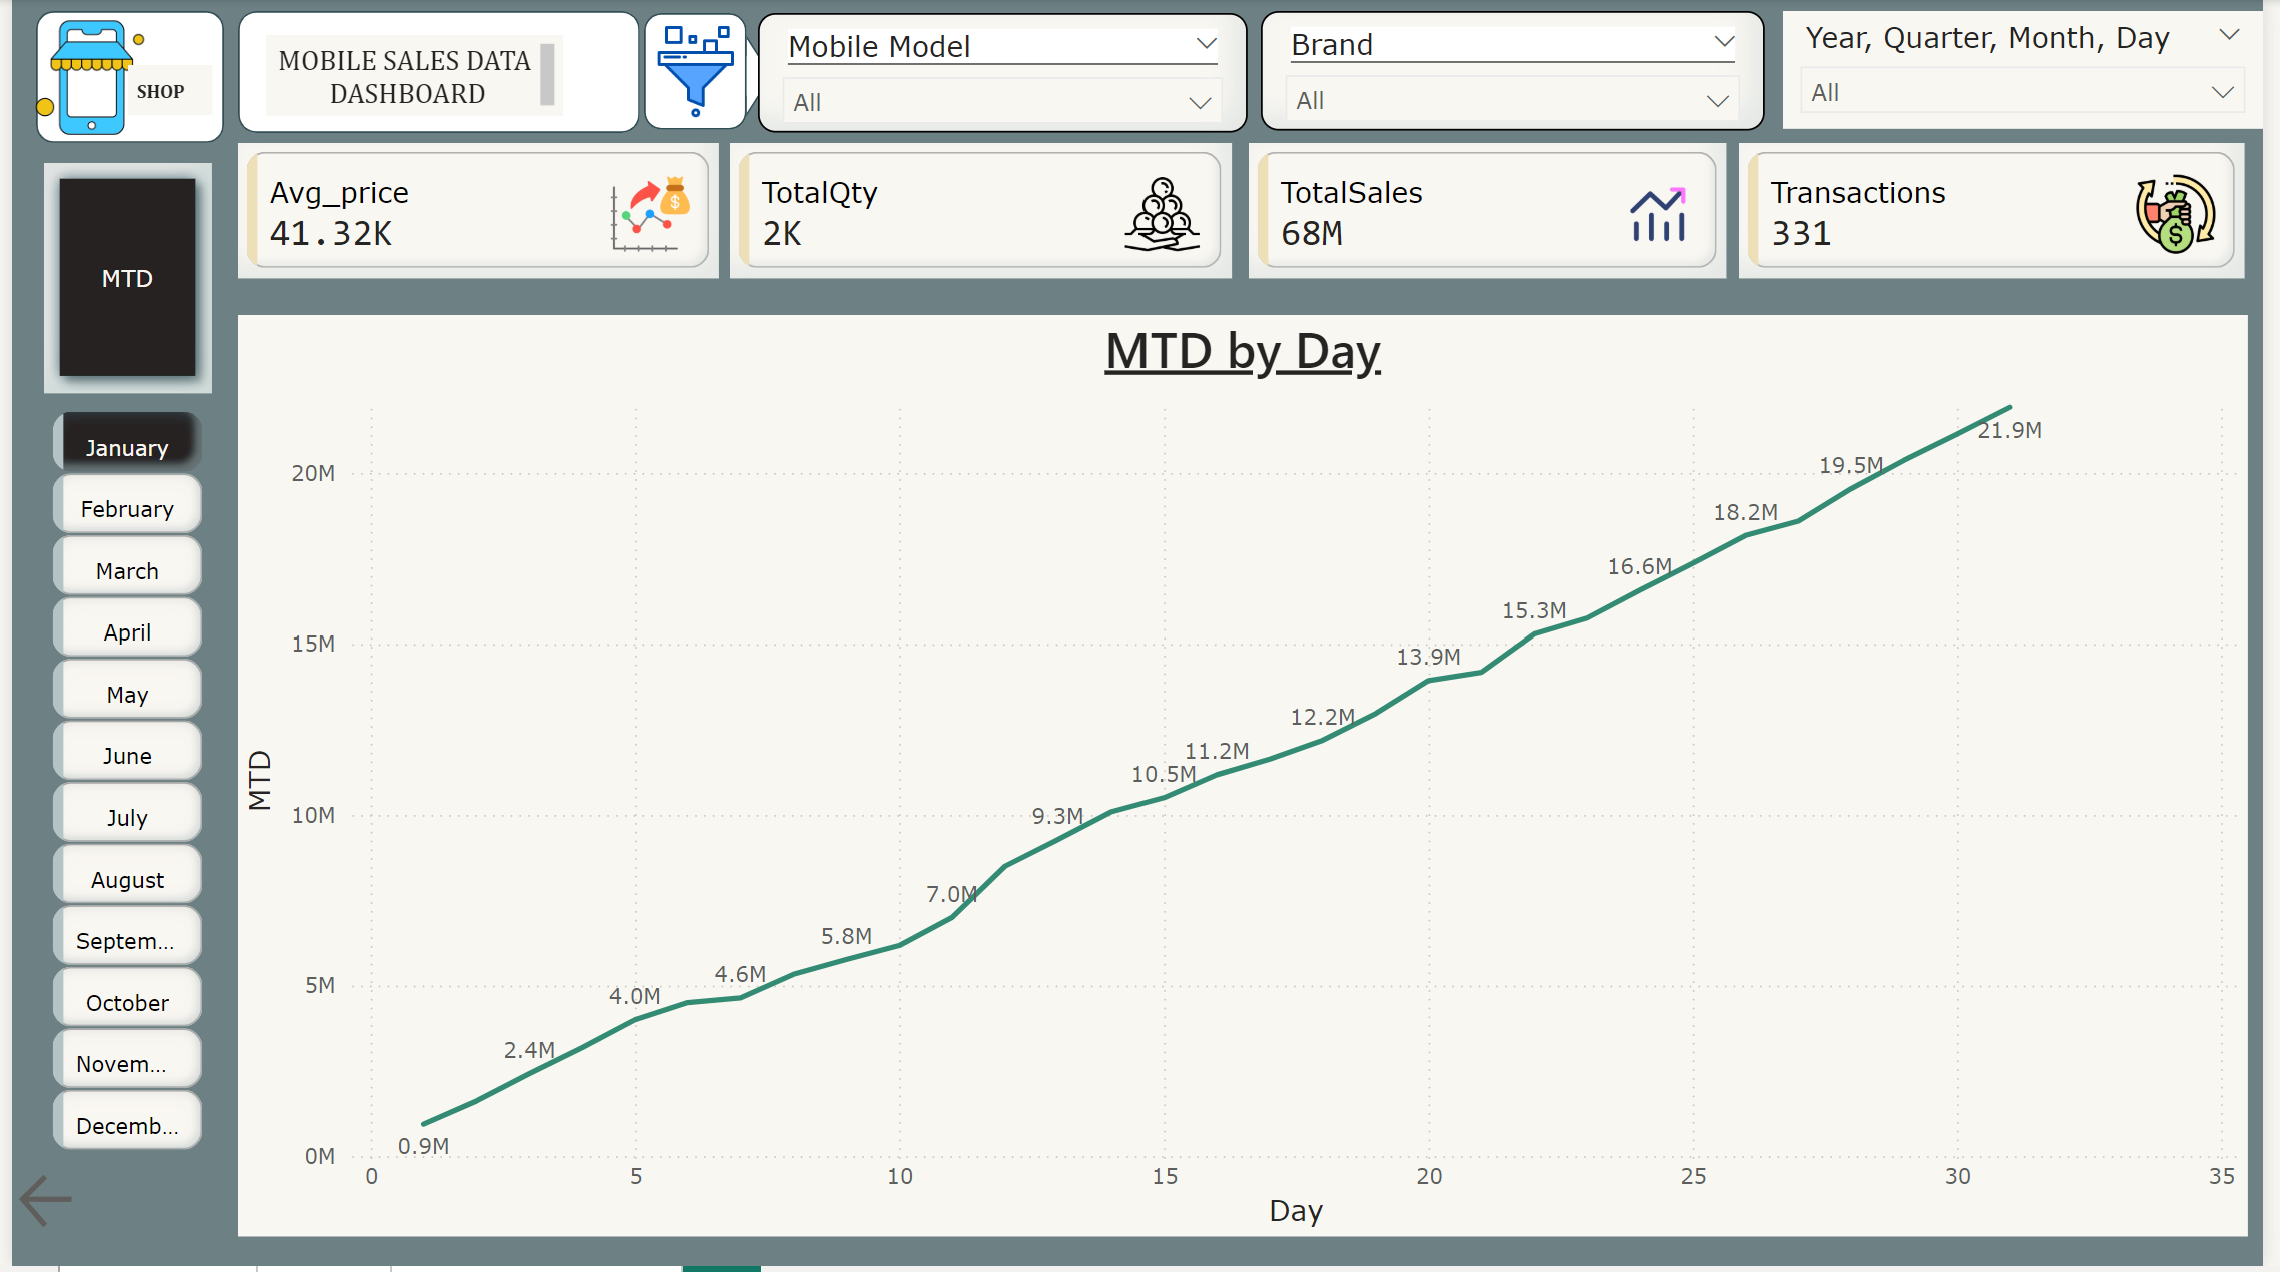 SHOP
MOBILE SALES DATA
DASHBOARD
Mobile Model
All
Brand
All
Year, Quarter, Month, Day
All
MTD
Avg_price
41.32K
TotalQty
2K
TotalSales
68M
Transactions
331
January
February
March
April
May
June
July
August
Septem...
October
Novem...
Decemb...
MTD by Day
MTD
20M
15M
10M
5M
0M
0.9M
2.4M
4.0M
4.6M
5.8M
7.0M
9.3M
10.5M
11.2M
12.2M
13.9M
15.3M
16.6M
18.2M
19.5M
21.9M
0
5
10
15
20
25
30
35
Day